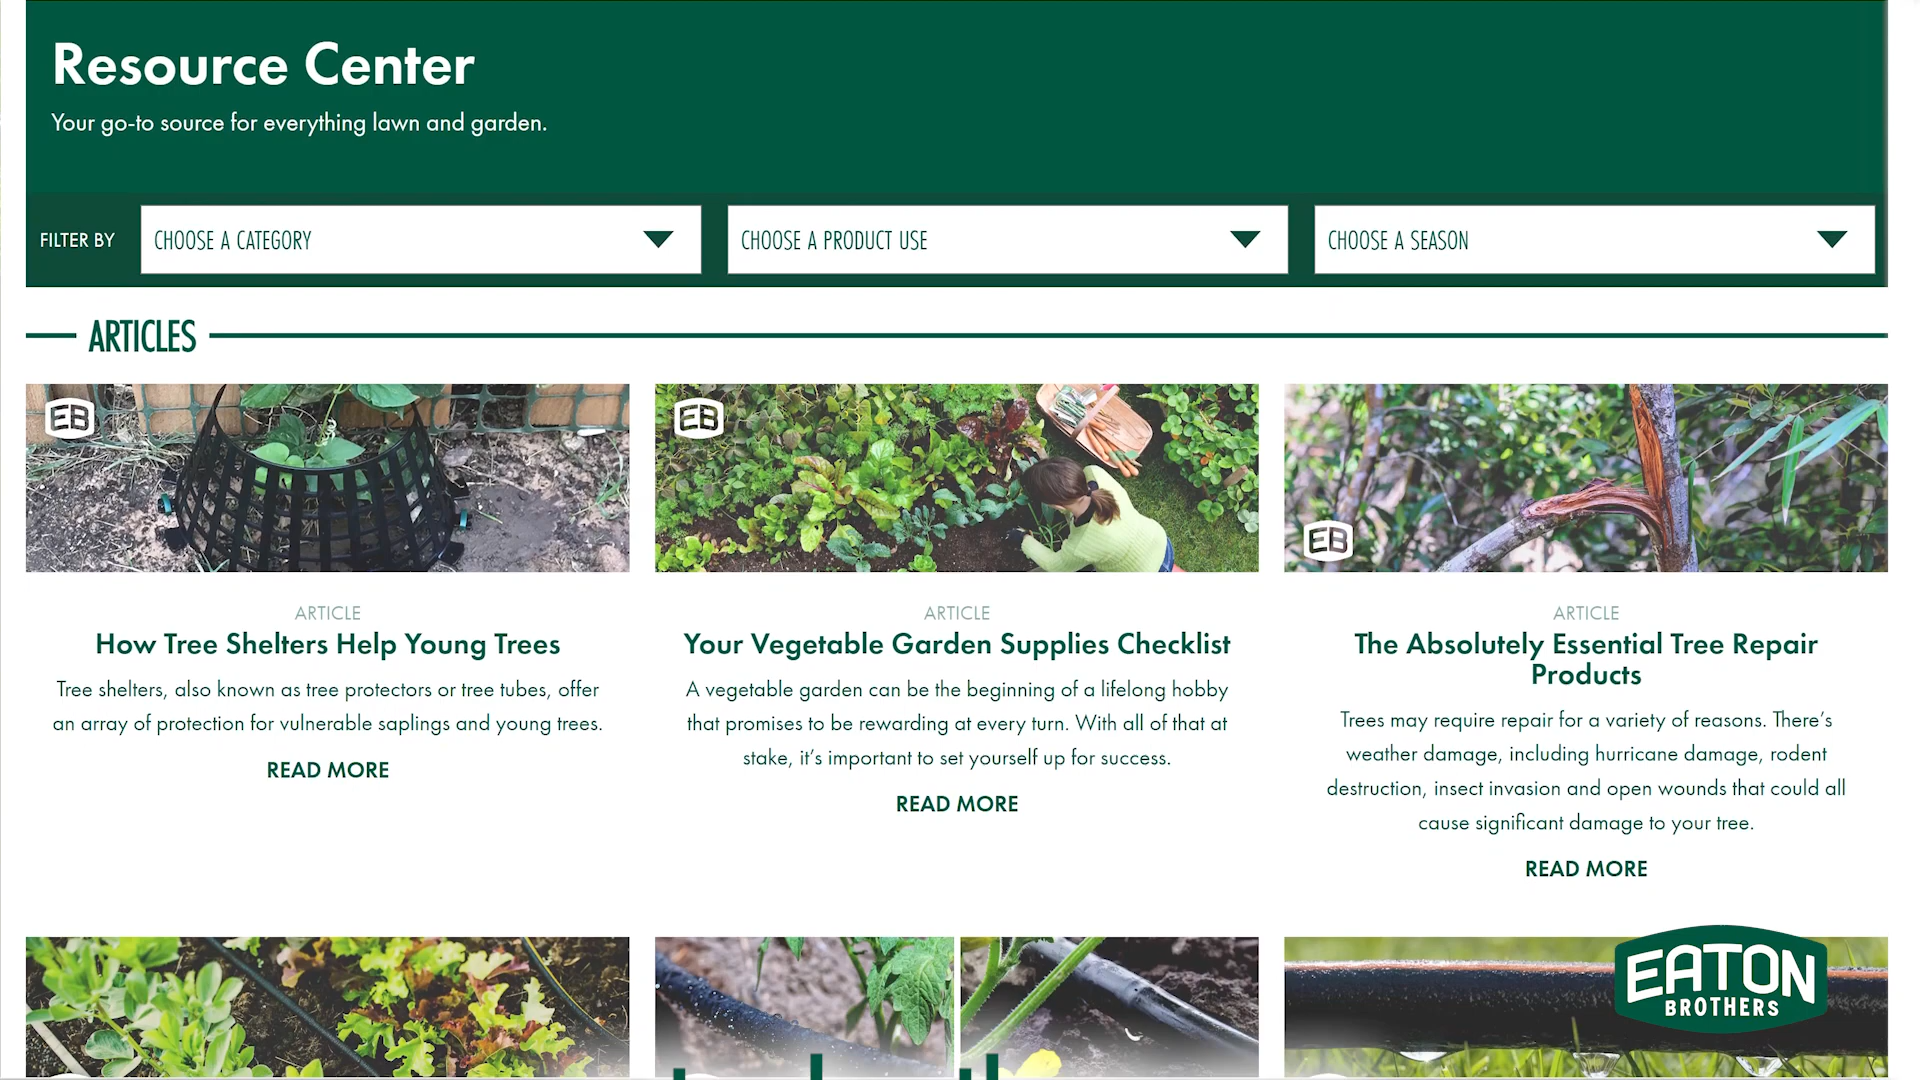 Resource Center
Your go-to source for everything lawn and garden.
FILTER BY
CHOOSE A CATEGORY
CHOOSE A PRODUCT USE
CHOOSE A SEASON
ARTICLES
EB
EB
EB
ARTICLE
How Tree Shelters Help Young Trees
Tree shelters, also known as tree protectors or tree tubes, offer
an array of protection for vulnerable saplings and young trees.
READ MORE
ARTICLE
Your Vegetable Garden Supplies Checklist
A vegetable garden can be the beginning of a lifelong hobby
that promises to be rewarding at every turn. With all of that at
stake, it’s important to set yourself up for success.
READ MORE
ARTICLE
The Absolutely Essential Tree Repair
Products
Trees may require repair for a variety of reasons. There’s
weather damage, including hurricane damage, rodent
destruction, insect invasion and open wounds that could all
cause significant damage to your tree.
READ MORE
EATON
BROTHERS